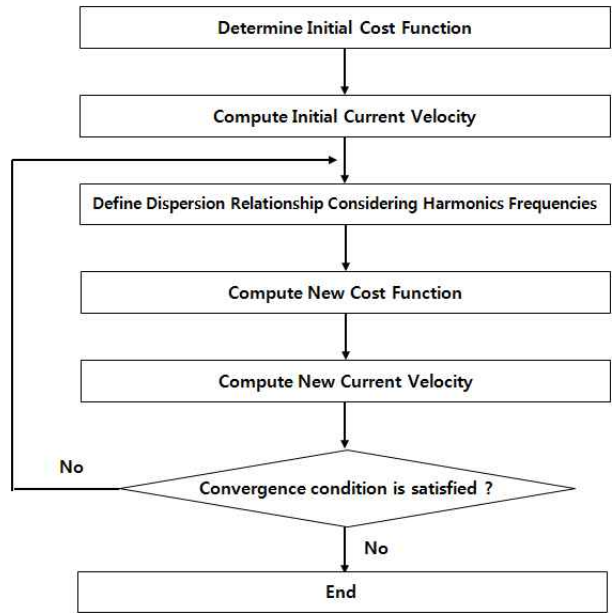 Determine Initial Cost Function
Compute Initial Current Velocity
Define Dispersion Relationship Considering Harmonics Frequencies
Compute New Cost Function
Compute New Current Velocity
No
Convergence condition is satisfied ?
No
End